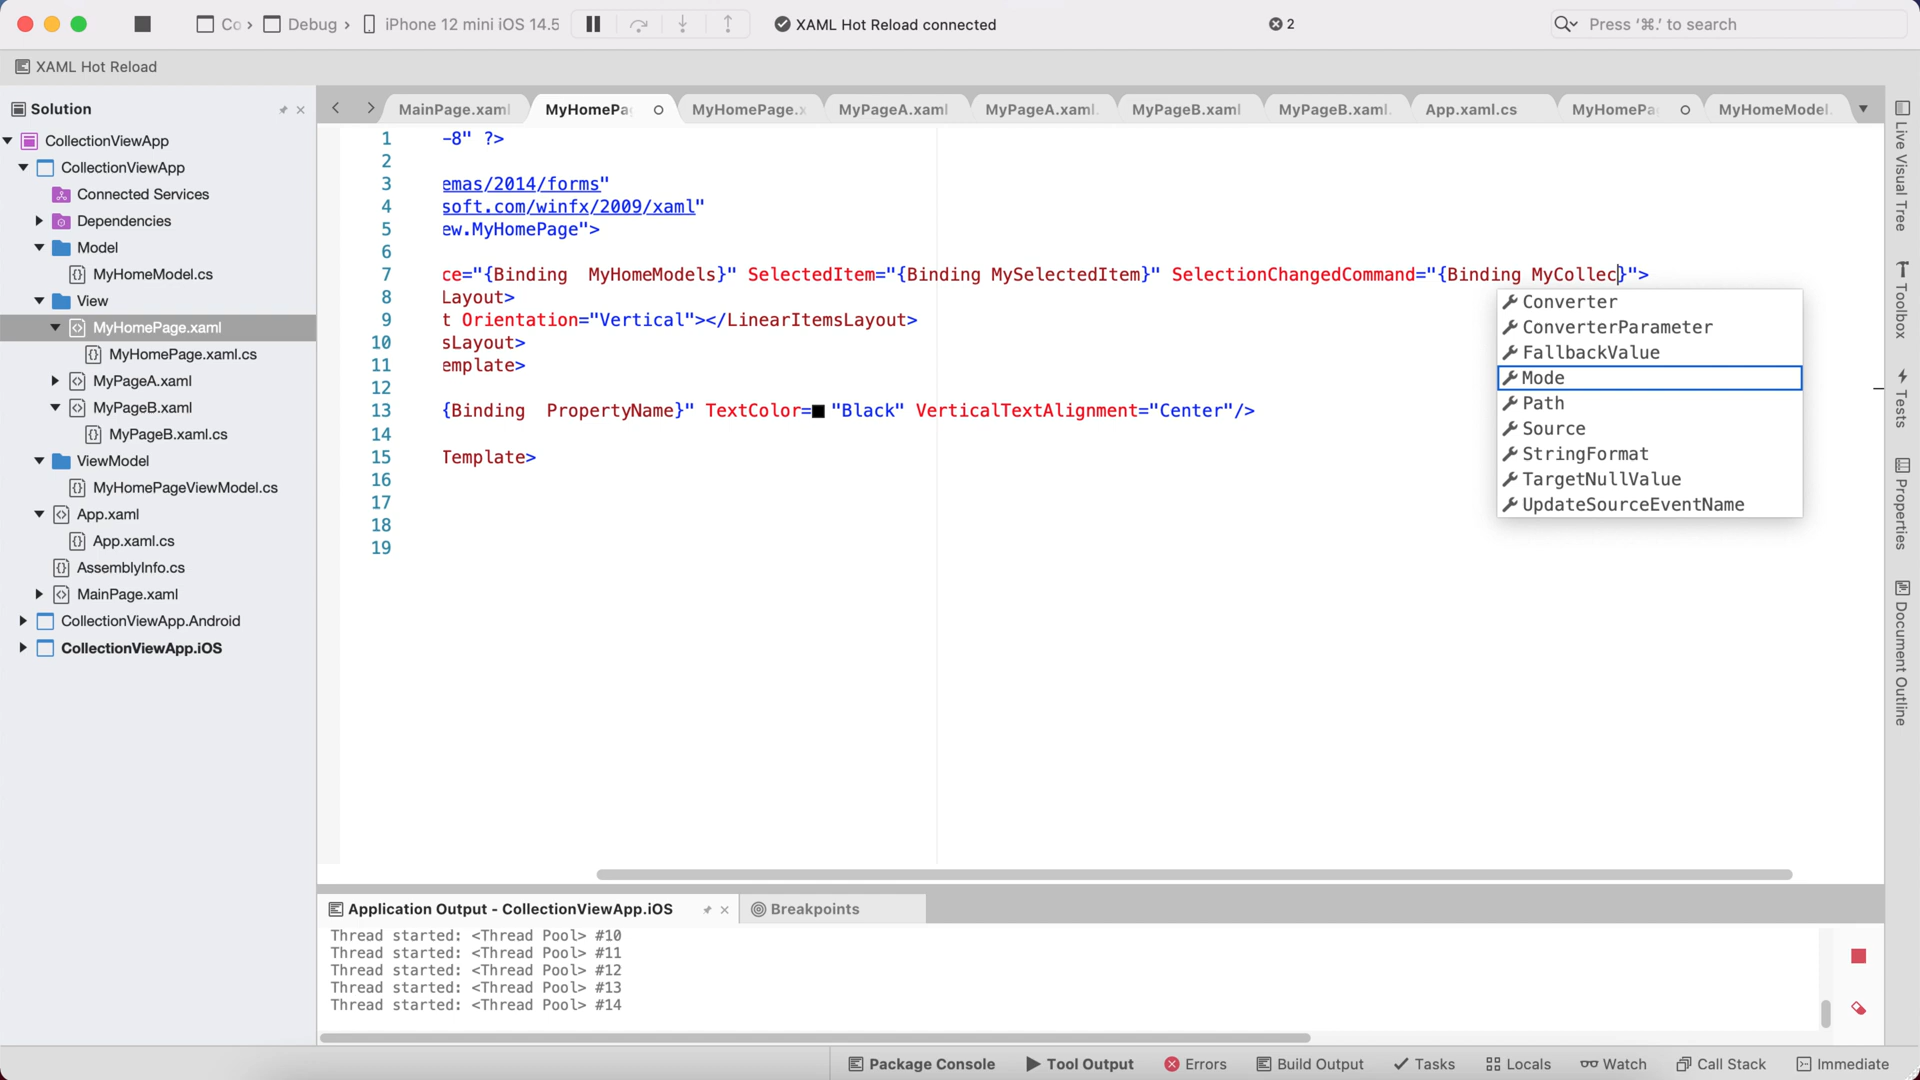 Co › Debug › iPhone 12 mini iOS 14.5 XAML Hot Reload connected 2 Press ‘⌘.’ to search
XAML Hot Reload
Solution
CollectionViewApp
CollectionViewApp
Connected Services
Dependencies
Model
MyHomeModel.cs
View
MyHomePage.xaml
MyHomePage.xaml.cs
MyPageA.xaml
MyPageB.xaml
MyPageB.xaml.cs
ViewModel
MyHomePageViewModel.cs
App.xaml
App.xaml.cs
AssemblyInfo.cs
MainPage.xaml
CollectionViewApp.Android
CollectionViewApp.iOS
MainPage.xaml MyHomePa MyHomePage.x MyPageA.xaml MyPageA.xaml. MyPageB.xaml MyPageB.xaml. App.xaml.cs MyHomePa MyHomeModel.
1 -8" ?>
2
3 emas/2014/forms"
4 soft.com/winfx/2009/xaml"
5 ew.MyHomePage">
6
7 ce="{Binding  MyHomeModels}" SelectedItem="{Binding MySelectedItem}" SelectionChangedCommand="{Binding MyCollec}">
8 Layout>
9 t Orientation="Vertical"></LinearItemsLayout>
10 sLayout>
11 emplate>
12
13 {Binding  PropertyName}" TextColor="Black" VerticalTextAlignment="Center"/>
14
15 Template>
16
17
18
19
Converter
ConverterParameter
FallbackValue
Mode
Path
Source
StringFormat
TargetNullValue
UpdateSourceEventName
Live Visual Tree
Toolbox
Tests
Properties
Document Outline
Application Output - CollectionViewApp.iOS Breakpoints
Thread started: <Thread Pool> #10
Thread started: <Thread Pool> #11
Thread started: <Thread Pool> #12
Thread started: <Thread Pool> #13
Thread started: <Thread Pool> #14
Package Console Tool Output Errors Build Output Tasks Locals Watch Call Stack Immediate